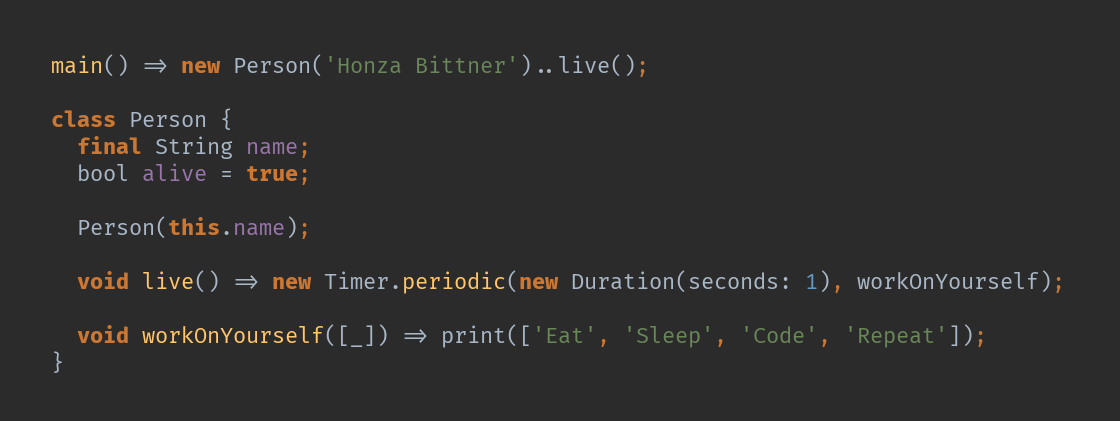 main() => new Person('Honza Bittner')..live();
class Person {
final String name;
bool alive = true;
Person(this.name);
void live() => new Timer.periodic(new Duration(seconds: 1), workOnYourself);
void workOnYourself([_]) => print(['Eat', 'Sleep', 'Code', 'Repeat']);
}